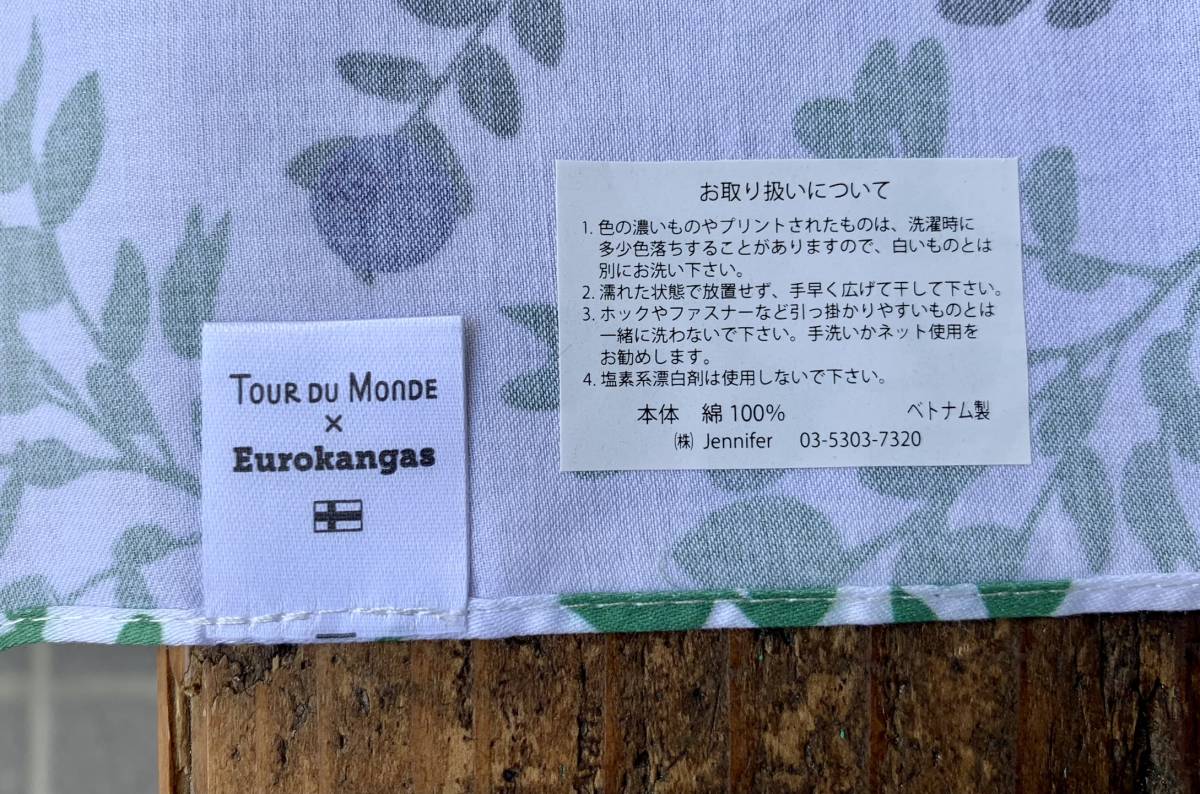 TOUR DU MONDE
×
Eurokangas
お取り扱いについて
1. 色の濃いものやプリントされたものは、洗濯時に
多少色落ちすることがありますので、白いものとは
別にお洗い下さい。
2. 濡れた状態で放置せず、手早く広げて干して下さい。
3. ホックやファスナーなど引っ掛かりやすいものとは
一緒に洗わないで下さい。手洗いかネット使用を
お勧めします。
4. 塩素系漂白剤は使用しないで下さい。
本体 綿 100% ベトナム製
㈱ Jennifer 03-5303-7320